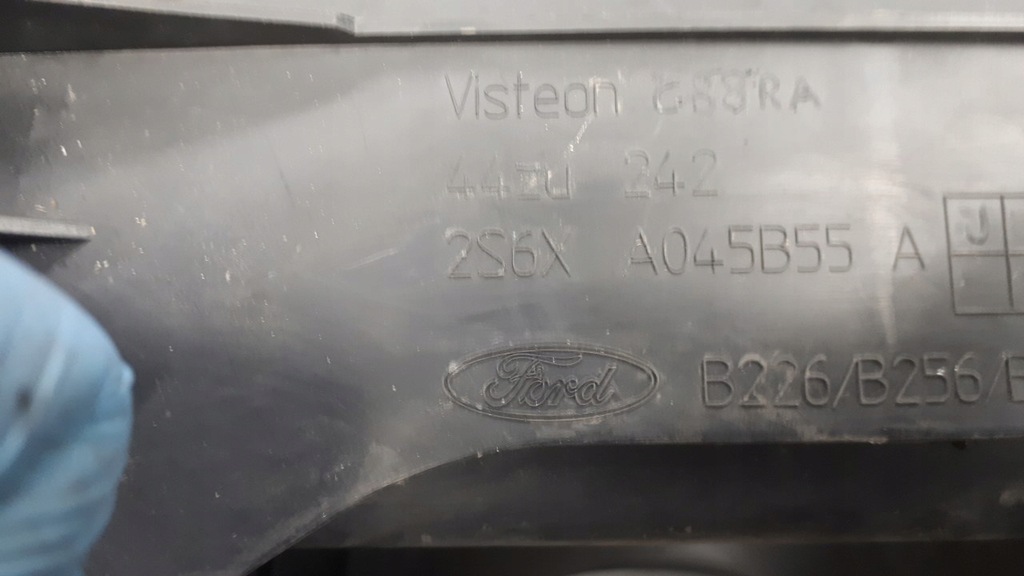 Visteon
242
2S6X A045B55 A
J
Ford B226/B256/